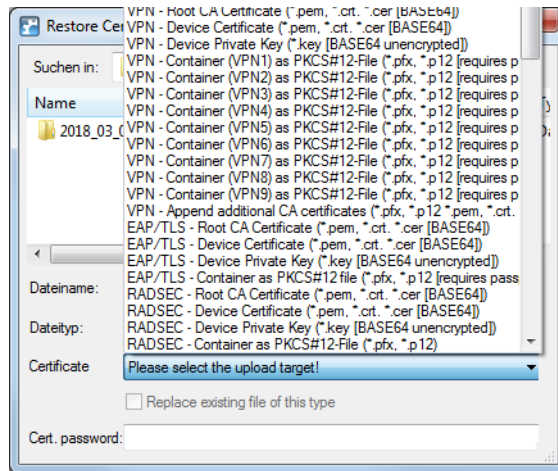 Restore Cer
VPN - Root CA Certificate (*.pem, *.crt. *.cer [BASE64])
VPN - Device Certificate (*.pem, *.crt. *.cer [BASE64])
VPN - Device Private Key (*.key [BASE64 unencrypted])
VPN - Container (VPN1) as PKCS#12-File (*.pfx, *.p12 [requires p
VPN - Container (VPN2) as PKCS#12-File (*.pfx, *.p12 [requires p
VPN - Container (VPN3) as PKCS#12-File (*.pfx, *.p12 [requires p
VPN - Container (VPN4) as PKCS#12-File (*.pfx, *.p12 [requires p
VPN - Container (VPN5) as PKCS#12-File (*.pfx, *.p12 [requires p
VPN - Container (VPN6) as PKCS#12-File (*.pfx, *.p12 [requires p
VPN - Container (VPN7) as PKCS#12-File (*.pfx, *.p12 [requires p
VPN - Container (VPN8) as PKCS#12-File (*.pfx, *.p12 [requires p
VPN - Container (VPN9) as PKCS#12-File (*.pfx, *.p12 [requires p
VPN - Append additional CA certificates (*.pfx, *.p12 *.pem, *.crt.
EAP/TLS - Root CA Certificate (*.pem, *.crt. *.cer [BASE64])
EAP/TLS - Device Certificate (*.pem, *.crt. *.cer [BASE64])
EAP/TLS - Device Private Key (*.key [BASE64 unencrypted])
EAP/TLS - Container as PKCS#12 file (*.pfx, *.p12 [requires pass
RADSEC - Root CA Certificate (*.pem, *.crt. *.cer [BASE64])
RADSEC - Device Certificate (*.pem, *.crt. *.cer [BASE64])
RADSEC - Device Private Key (*.key [BASE64 unencrypted])
RADSEC - Container as PKCS#12-File (*.pfx, *.p12)
Suchen in:
Name
2018_03_0
Dateiname:
Dateityp:
Certificate Please select the upload target!
Replace existing file of this type
Cert. password: